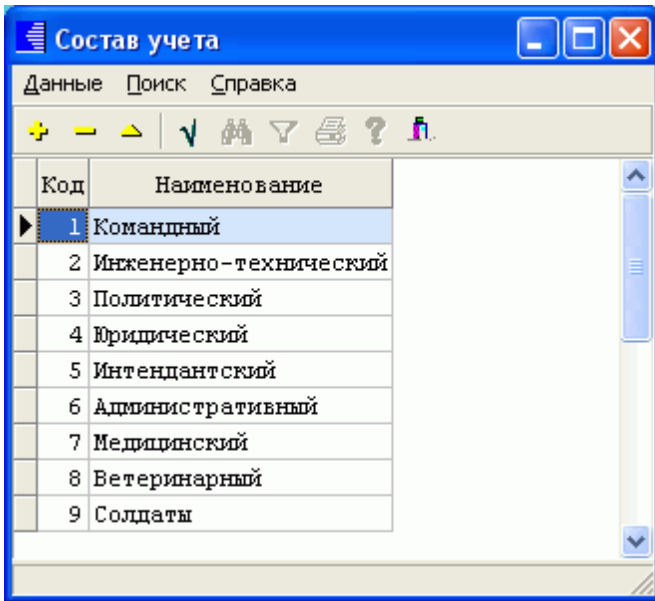 Состав учета
Данные Поиск Справка
Код Наименование
1 Командный
2 Инженерно-технический
3 Политический
4 Юридический
5 Интендантский
6 Административный
7 Медицинский
8 Ветеринарный
9 Солдаты